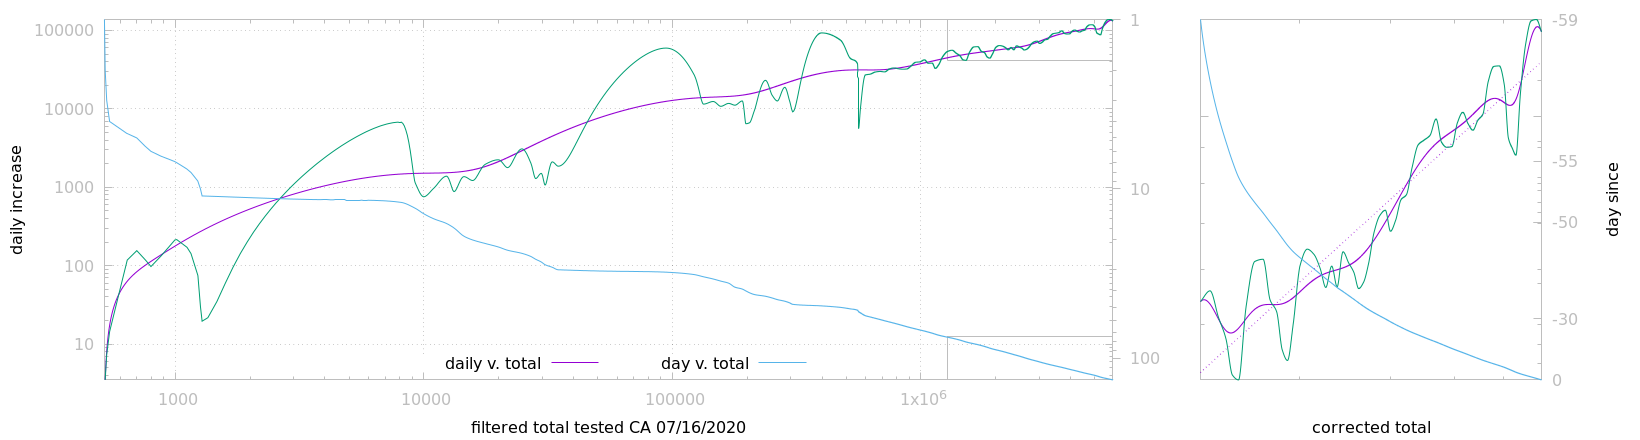 100000
10000
1000
100
10
daily increase
1000
10000
100000
1x10⁶
1
10
100
daily v. total
day v. total
filtered total tested CA 07/16/2020
-59
-55
-50
-30
0
day since
corrected total